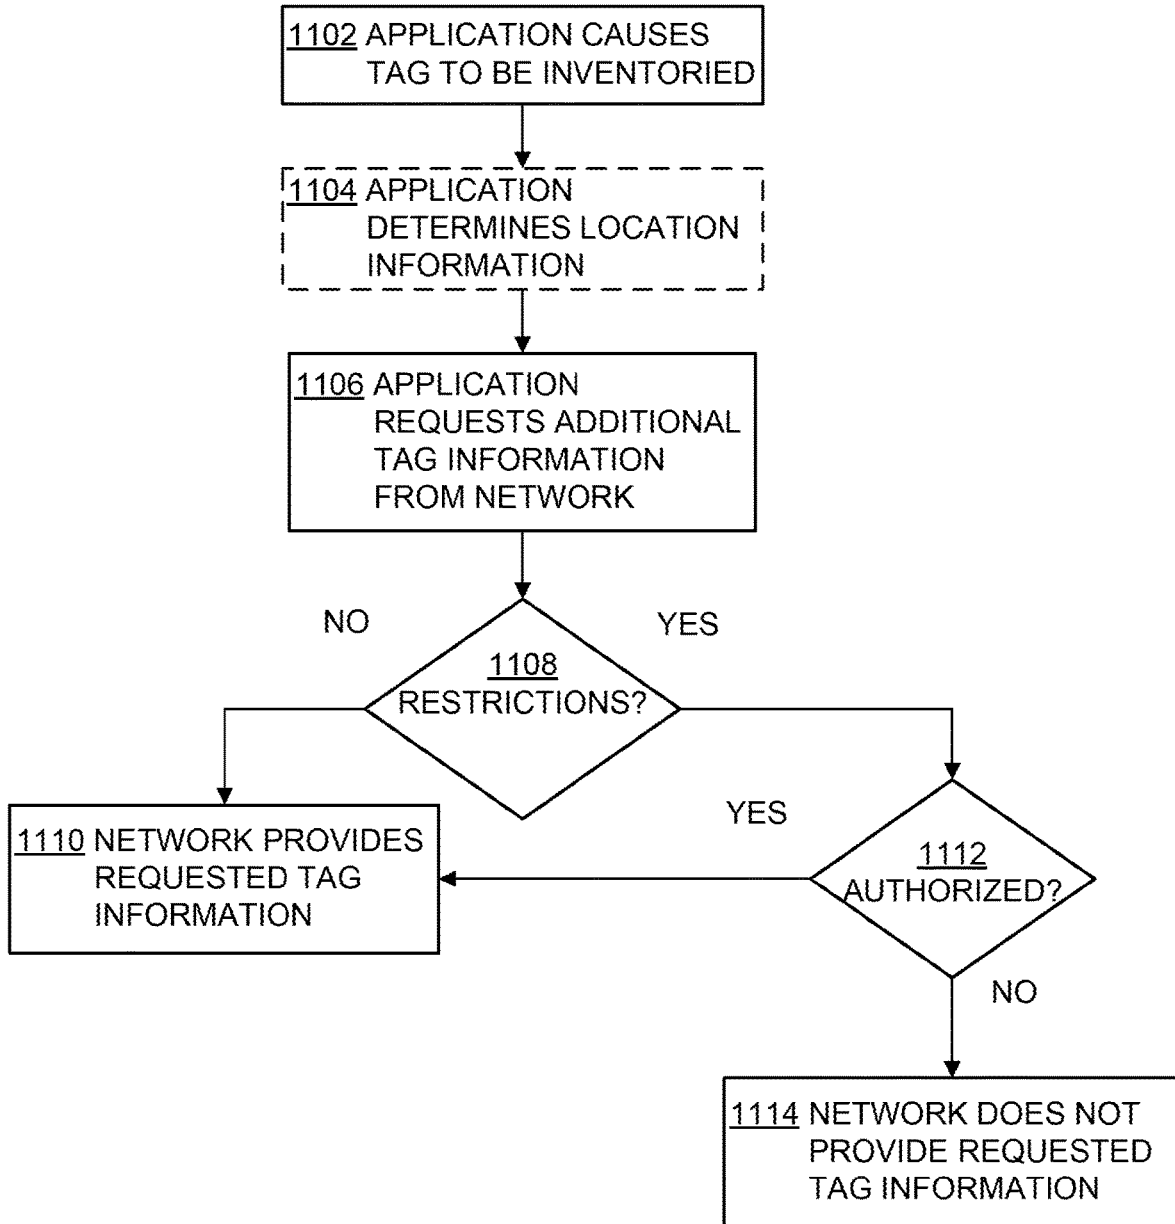 1102 APPLICATION CAUSES
TAG TO BE INVENTORIED
1104 APPLICATION
DETERMINES LOCATION
INFORMATION
1106 APPLICATION
REQUESTS ADDITIONAL
TAG INFORMATION
FROM NETWORK
NO
YES
1108
RESTRICTIONS?
1110 NETWORK PROVIDES
REQUESTED TAG
INFORMATION
YES
1112
AUTHORIZED?
NO
1114 NETWORK DOES NOT
PROVIDE REQUESTED
TAG INFORMATION